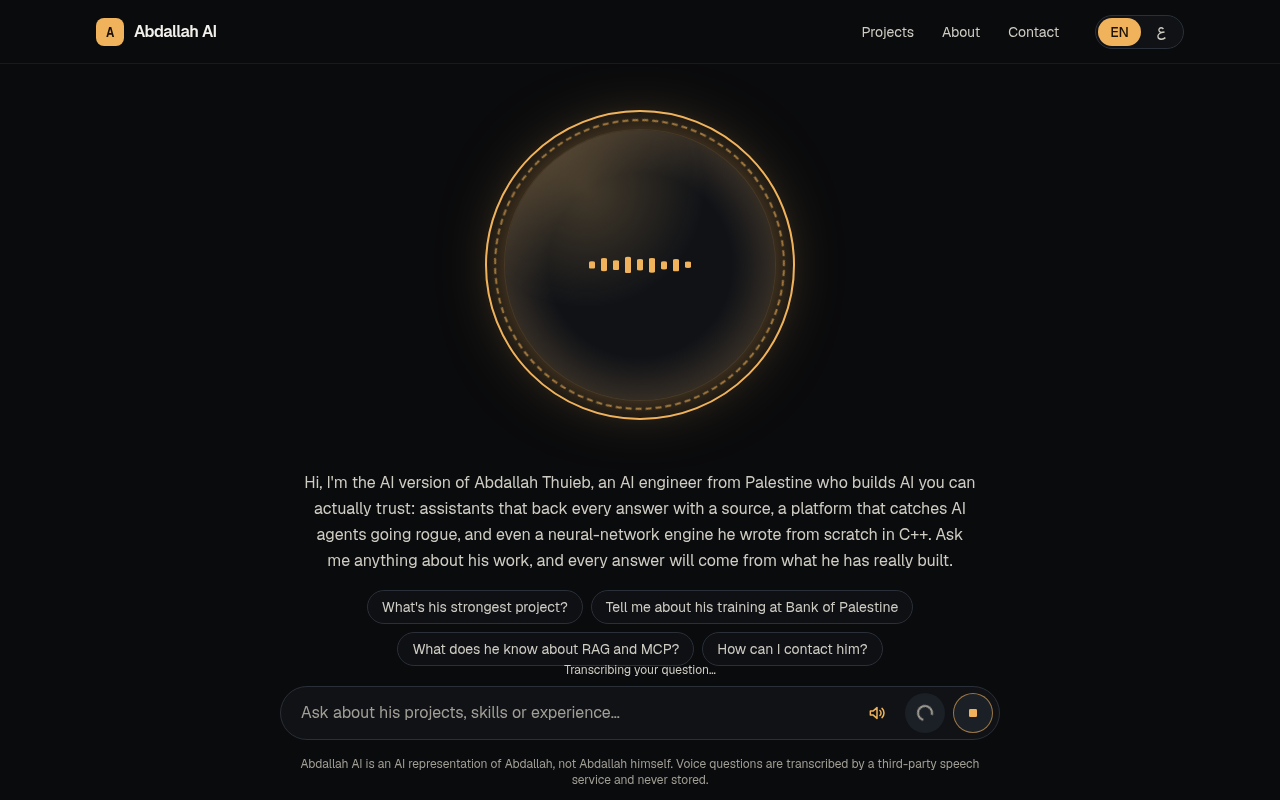 A Abdallah AI
Projects About Contact EN ع
Hi, I'm the AI version of Abdallah Thuieb, an AI engineer from Palestine who builds AI you can
actually trust: assistants that back every answer with a source, a platform that catches AI
agents going rogue, and even a neural-network engine he wrote from scratch in C++. Ask
me anything about his work, and every answer will come from what he has really built.
What's his strongest project? Tell me about his training at Bank of Palestine
What does he know about RAG and MCP? How can I contact him?
Transcribing your question…
Ask about his projects, skills or experience…
Abdallah AI is an AI representation of Abdallah, not Abdallah himself. Voice questions are transcribed by a third-party speech
service and never stored.